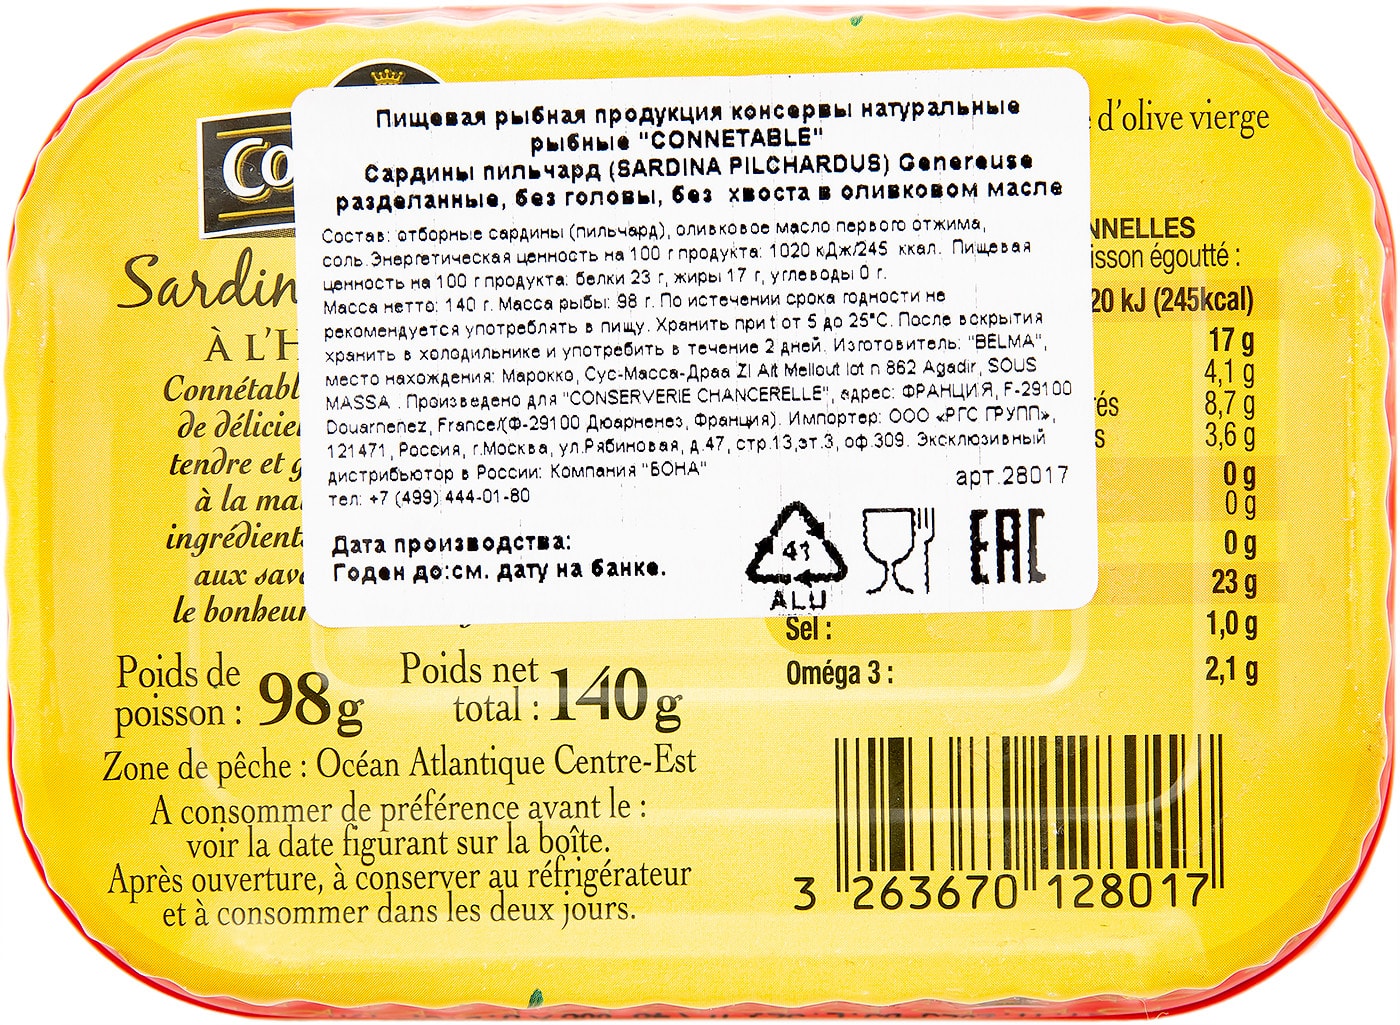 Co
d'olive vierge
Пищевая рыбная продукция консервы натуральные
рыбные "CONNETABLE"
Сардины пильчард (SARDINA PILCHARDUS) Genereuse
разделанные, без головы, без хвоста в оливковом масле
Состав: отборные сардины (пильчард), оливковое масло первого отжима,
соль.Энергетическая ценность на 100 г продукта: 1020 кДж/245 ккал. Пищевая
ценность на 100 г продукта: белки 23 г, жиры 17 г, углеводы 0 г.
Масса нетто: 140 г. Масса рыбы: 98 г. По истечении срока годности не
рекомендуется употреблять в пищу. Хранить при t от 5 до 25°C. После вскрытия
хранить в холодильнике и употребить в течение 2 дней. Изготовитель: "BELMA",
место нахождения: Марокко, Сус-Масса-Драа ZI Ait Mellout lot n 862 Agadir, SOUS
MASSA . Произведено для "CONSERVERIE CHANCERELLE", адрес: ФРАНЦИЯ, F-29100
Douarnenez, France/(Ф-29100 Дюарненез, Франция). Импортер: ООО «РГС ГРУПП»,
121471, Россия, г.Москва, ул.Рябиновая, д.47, стр.13,эт.3, оф.309. Эксклюзивный
дистрибьютор в России: Компания "БОНА"
тел: +7 (499) 444-01-80
арт.28017
Дата производства:
Годен до:см. дату на банке.
41
ALU
EAC
Sardin
À L'H
Connétabl
de délicie
tendre et g
à la ma
ingrédient
aux save
le bonheur
NNELLES
isson égoutté :
20 kJ (245kcal)
17 g
4,1 g
rés 8,7 g
s 3,6 g
0 g
0 g
0 g
23 g
Sel : 1,0 g
Oméga 3 : 2,1 g
Poids de poisson : 98g
Poids net total : 140g
Zone de pêche : Océan Atlantique Centre-Est
A consommer de préférence avant le :
voir la date figurant sur la boîte.
Après ouverture, à conserver au réfrigérateur
et à consommer dans les deux jours.
3 263670 128017